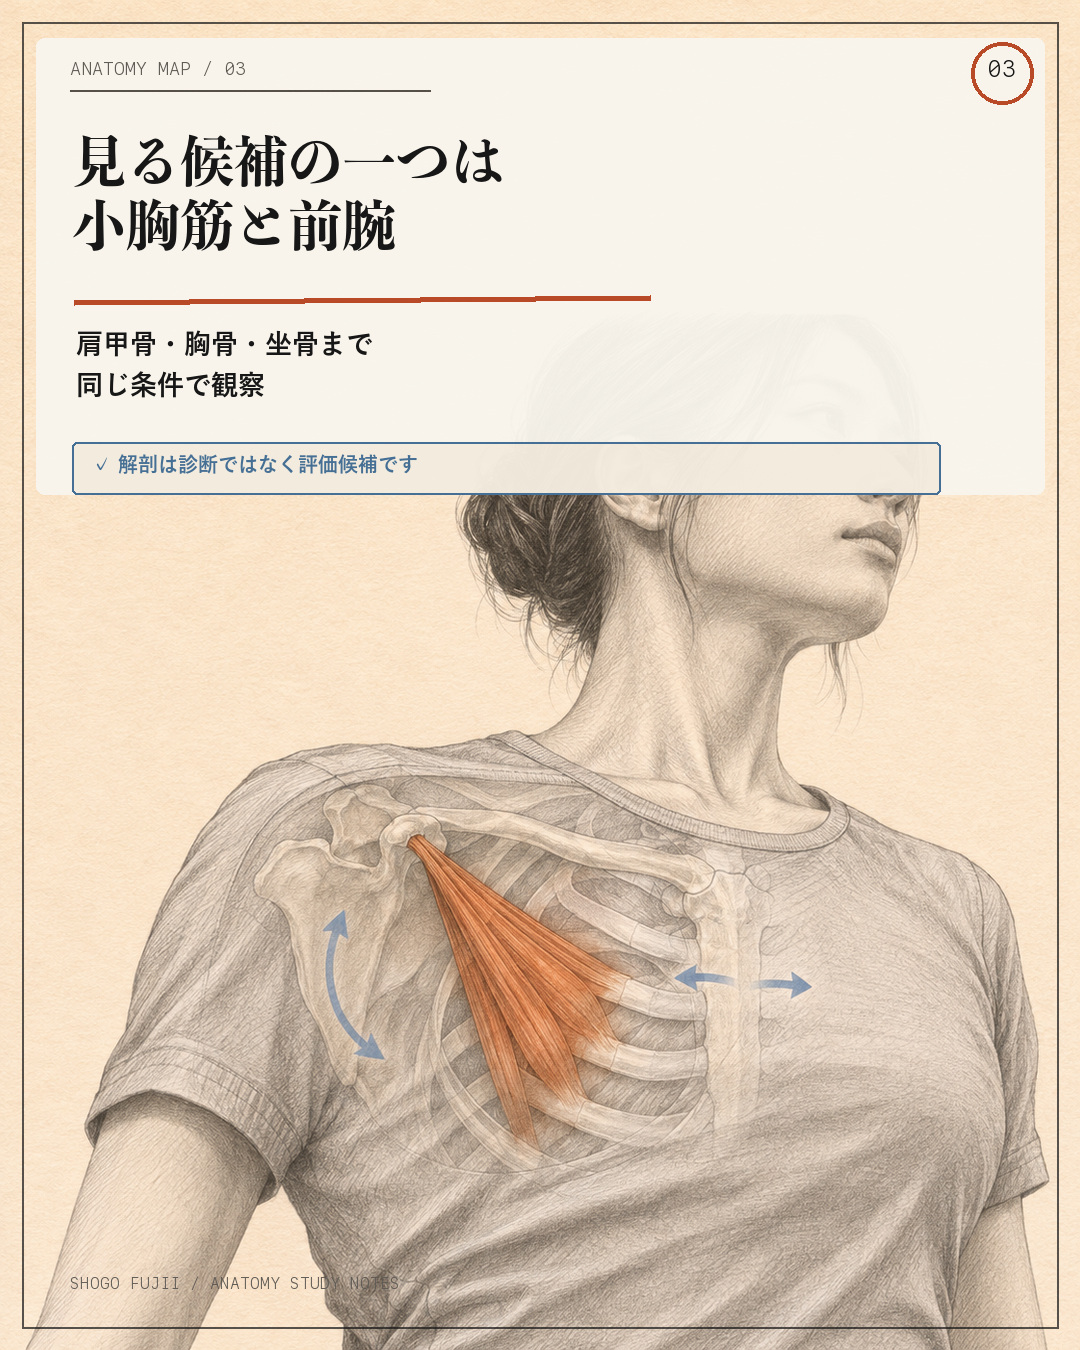 ANATOMY MAP / 03
03
見る候補の一つは
小胸筋と前腕
肩甲骨・胸骨・坐骨まで
同じ条件で観察
✓ 解剖は診断ではなく評価候補です
SHOGO FUJII / ANATOMY STUDY NOTES